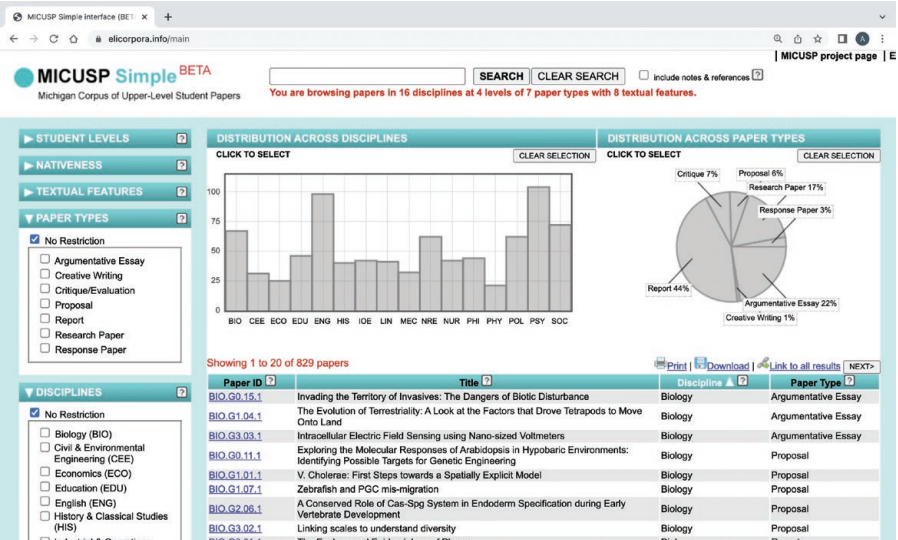 MICUSP Simple interface (BET
elicorpora.info/main
A
| MICUSP project page | E
MICUSP Simple BETA
Michigan Corpus of Upper-Level Student Papers
SEARCH CLEAR SEARCH include notes & references ?
You are browsing papers in 16 disciplines at 4 levels of 7 paper types with 8 textual features.
STUDENT LEVELS ?
NATIVENESS ?
TEXTUAL FEATURES ?
PAPER TYPES ?
No Restriction
Argumentative Essay
Creative Writing
Critique/Evaluation
Proposal
Report
Research Paper
Response Paper
DISCIPLINES ?
No Restriction
Biology (BIO)
Civil & Environmental
Engineering (CEE)
Economics (ECO)
Education (EDU)
English (ENG)
History & Classical Studies
(HIS)
DISTRIBUTION ACROSS DISCIPLINES
CLICK TO SELECT CLEAR SELECTION
100
75
50
25
0
BIO CEE ECO EDU ENG HIS IOE LIN MEC NRE NUR PHI PHY POL PSY SOC
DISTRIBUTION ACROSS PAPER TYPES
CLICK TO SELECT CLEAR SELECTION
Critique 7%
Proposal 6%
Research Paper 17%
Response Paper 3%
Report 44%
Argumentative Essay 22%
Creative Writing 1%
Showing 1 to 20 of 829 papers Print | Download | Link to all results NEXT>
Paper ID ? Title ? Discipline ? Paper Type ?
BIO.G0.15.1 Invading the Territory of Invasives: The Dangers of Biotic Disturbance Biology Argumentative Essay
BIO.G1.04.1 The Evolution of Terrestriality: A Look at the Factors that Drove Tetrapods to Move Biology Argumentative Essay
Onto Land
BIO.G3.03.1 Intracellular Electric Field Sensing using Nano-sized Voltmeters Biology Argumentative Essay
BIO.G0.11.1 Exploring the Molecular Responses of Arabidopsis in Hypobaric Environments: Biology Proposal
Identifying Possible Targets for Genetic Engineering
BIO.G1.01.1 V. Cholerae: First Steps towards a Spatially Explicit Model Biology Proposal
BIO.G1.07.1 Zebrafish and PGC mis-migration Biology Proposal
BIO.G2.06.1 A Conserved Role of Cas-Spg System in Endoderm Specification during Early Biology Proposal
Vertebrate Development
BIO.G3.02.1 Linking scales to understand diversity Biology Proposal